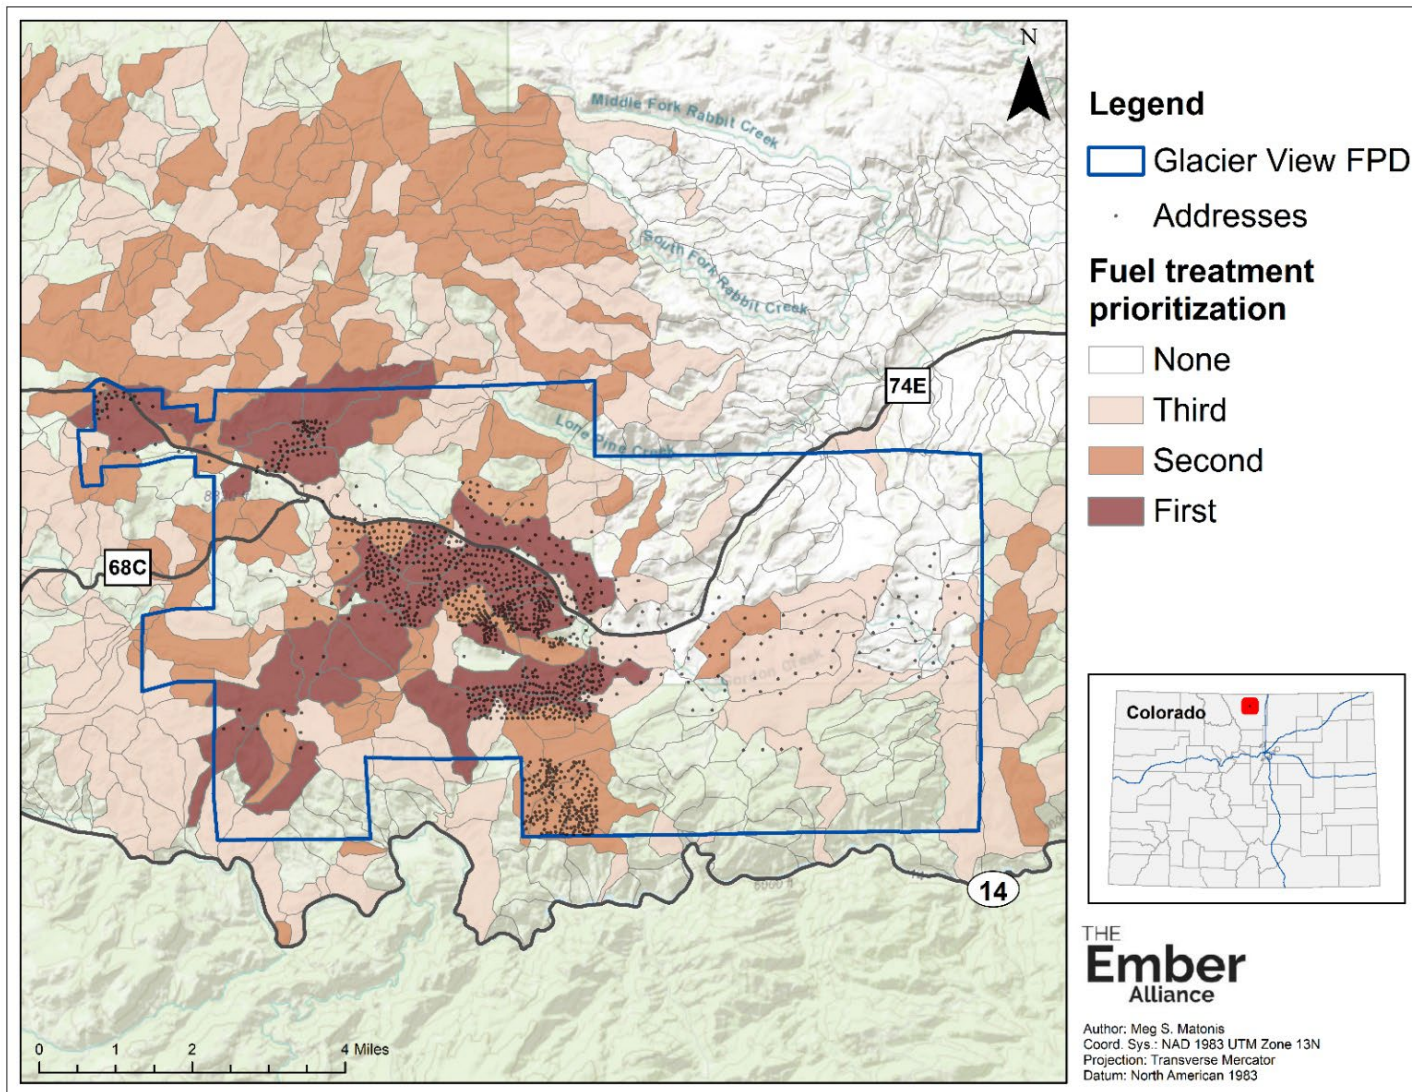 N
Middle Fork Rabbit Creek
South Fork Rabbit Creek
74E
Lone Pine Creek
68C
Gordon Creek
14
0 1 2 4 Miles
Legend
Glacier View FPD
Addresses
Fuel treatment
prioritization
None
Third
Second
First
Colorado
THE
Ember
Alliance
Author: Meg S. Matonis
Coord. Sys.: NAD 1983 UTM Zone 13N
Projection: Transverse Mercator
Datum: North American 1983